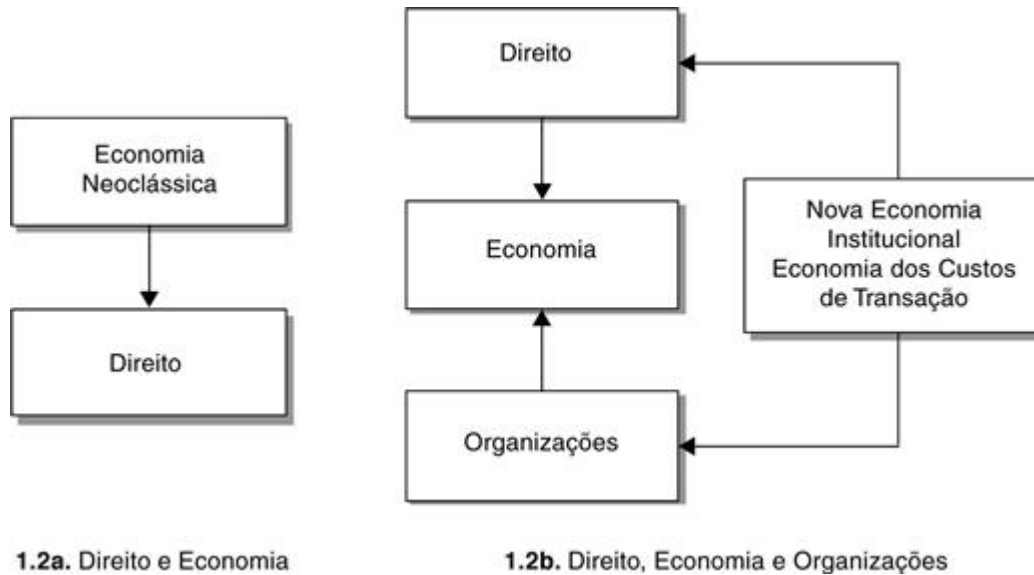 Economia
Neoclássica
Direito
1.2a. Direito e Economia
Direito
Economia
Organizações
Nova Economia
Institucional
Economia dos Custos
de Transação
1.2b. Direito, Economia e Organizações